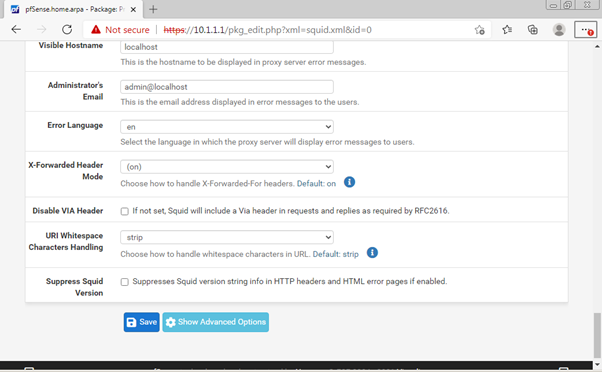 pfSense.home.arpa - Package: Pr
Not secure https://10.1.1.1/pkg_edit.php?xml=squid.xml&id=0
Visible Hostname
localhost
This is the hostname to be displayed in proxy server error messages.
Administrator's
Email
admin@localhost
This is the email address displayed in error messages to the users.
Error Language
en
Select the language in which the proxy server will display error messages to users.
X-Forwarded Header
Mode
(on)
Choose how to handle X-Forwarded-For headers. Default: on
Disable VIA Header
If not set, Squid will include a Via header in requests and replies as required by RFC2616.
URI Whitespace
Characters Handling
strip
Choose how to handle whitespace characters in URL. Default: strip
Suppress Squid
Version
Suppresses Squid version string info in HTTP headers and HTML error pages if enabled.
Save Show Advanced Options